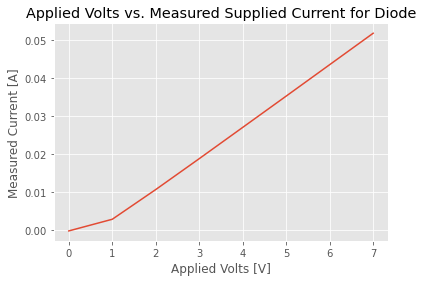 Applied Volts vs. Measured Supplied Current for Diode
0.05
0.04
0.03
0.02
0.01
0.00
Measured Current [A]
0 1 2 3 4 5 6 7
Applied Volts [V]